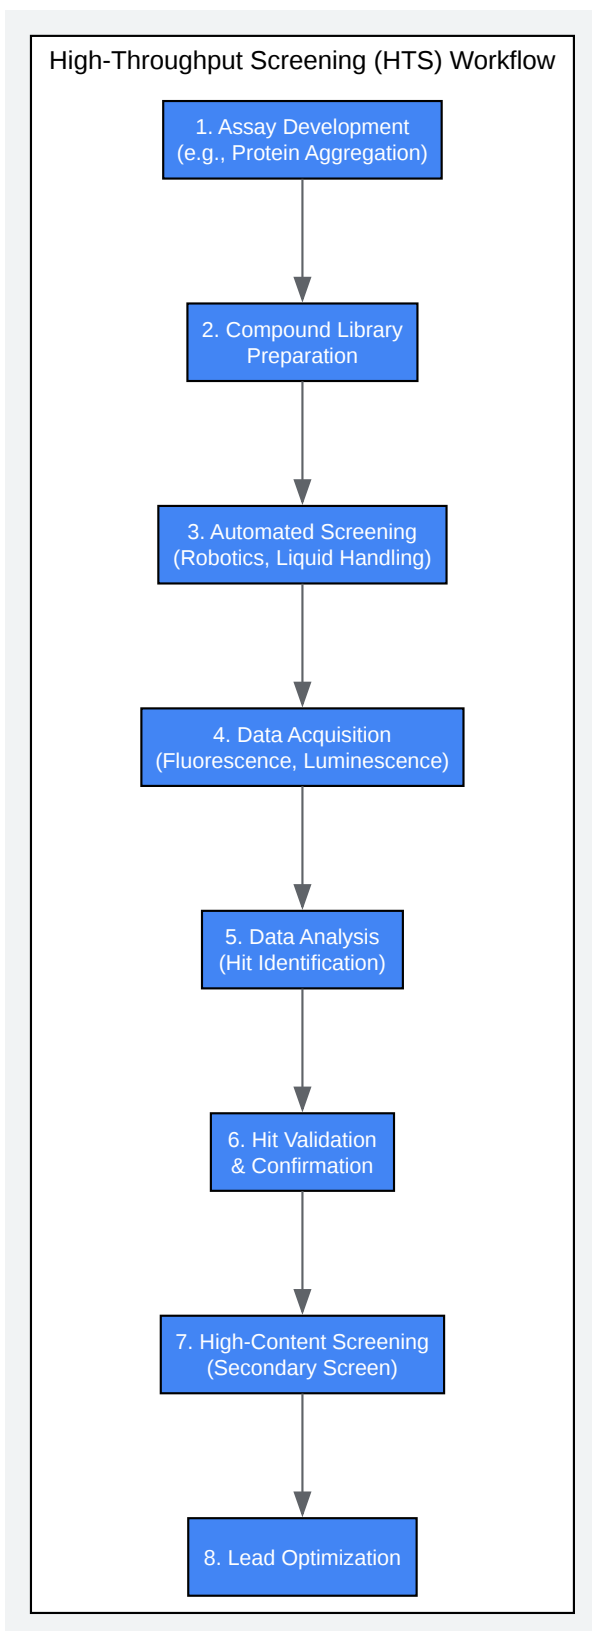 High-Throughput Screening (HTS) Workflow
1. Assay Development
(e.g., Protein Aggregation)
2. Compound Library
Preparation
3. Automated Screening
(Robotics, Liquid Handling)
4. Data Acquisition
(Fluorescence, Luminescence)
5. Data Analysis
(Hit Identification)
6. Hit Validation
& Confirmation
7. High-Content Screening
(Secondary Screen)
8. Lead Optimization